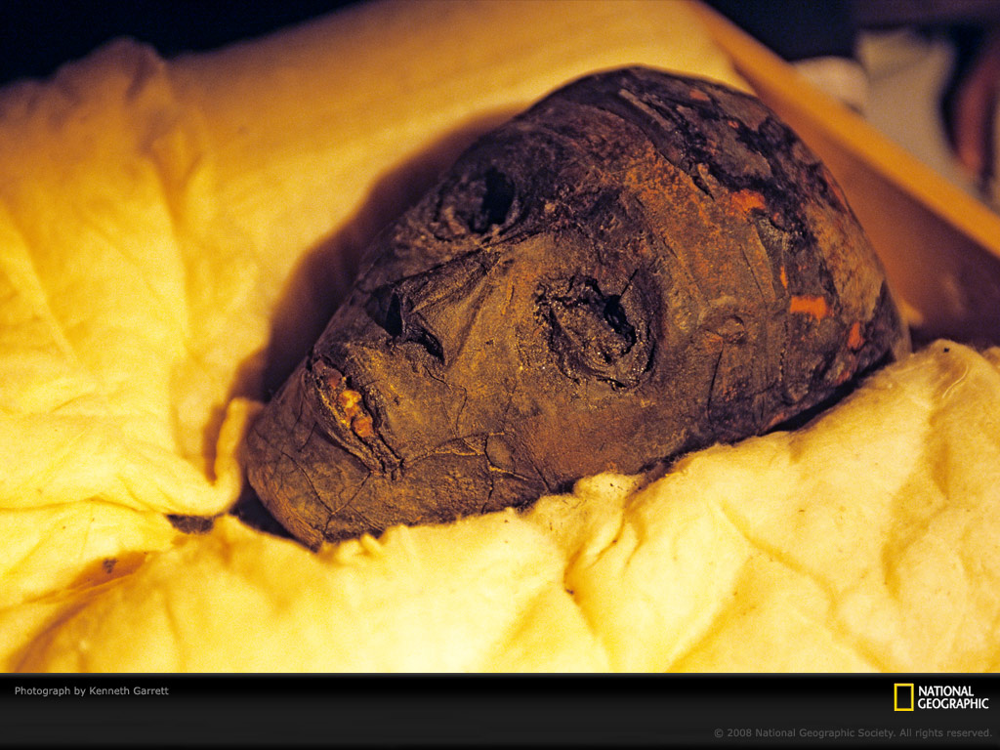 Photograph by Kenneth Garrett
NATIONAL
GEOGRAPHIC
© 2008 National Geographic Society. All rights reserved.